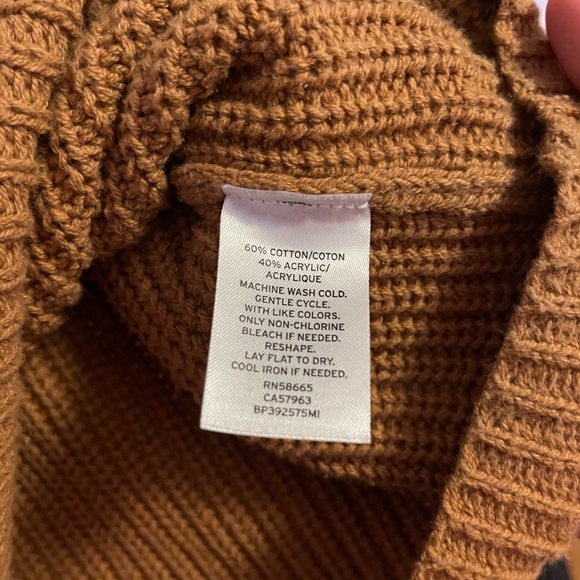 60% COTTON/COTON
40% ACRYLIC/
ACRYLIQUE
MACHINE WASH COLD.
GENTLE CYCLE.
WITH LIKE COLORS.
ONLY NON-CHLORINE
BLEACH IF NEEDED.
RESHAPE.
LAY FLAT TO DRY.
COOL IRON IF NEEDED.
RN58665
CA57963
BP392575MI